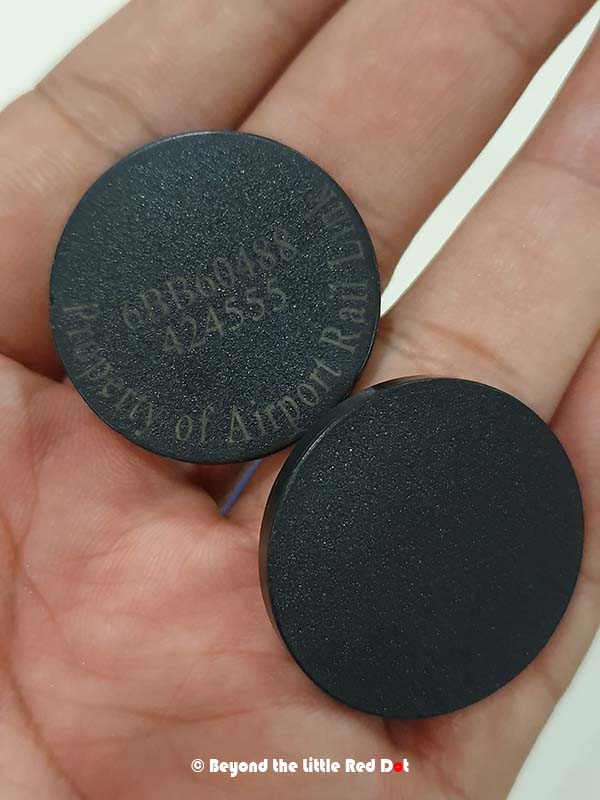 6BB60488
424555
Property of Airport Rail Link
© Beyond the Little Red Dot